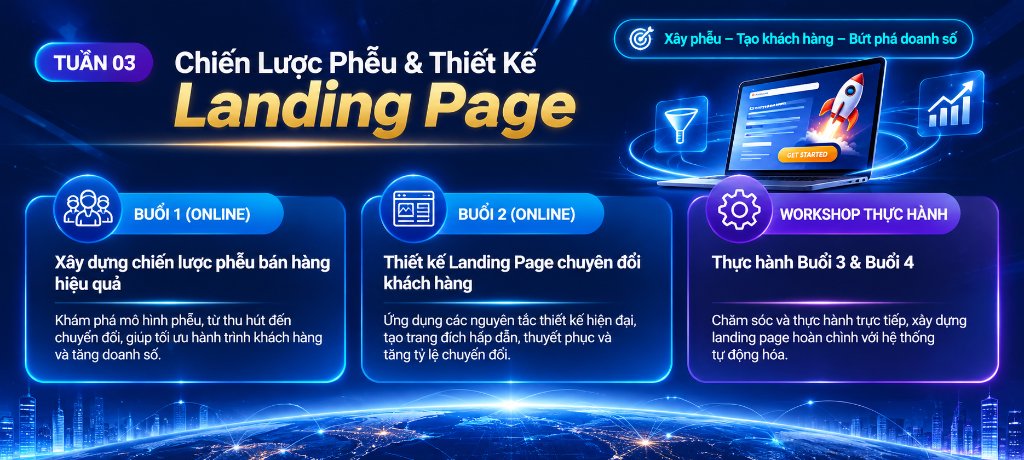 TUẦN 03
Chiến Lược Phễu & Thiết Kế
Landing Page
Xây phễu – Tạo khách hàng – Bứt phá doanh số
GET STARTED
BUỔI 1 (ONLINE)
Xây dựng chiến lược phễu bán hàng
hiệu quả
Khám phá mô hình phễu, từ thu hút đến
chuyển đổi, giúp tối ưu hành trình khách hàng
và tăng doanh số.
BUỔI 2 (ONLINE)
Thiết kế Landing Page chuyên đổi
khách hàng
Ứng dụng các nguyên tắc thiết kế hiện đại,
tạo trang đích hấp dẫn, thuyết phục và
tăng tỷ lệ chuyển đổi.
WORKSHOP THỰC HÀNH
Thực hành Buổi 3 & Buổi 4
Chăm sóc và thực hành trực tiếp, xây dựng
landing page hoàn chỉnh với hệ thống
tự động hóa.